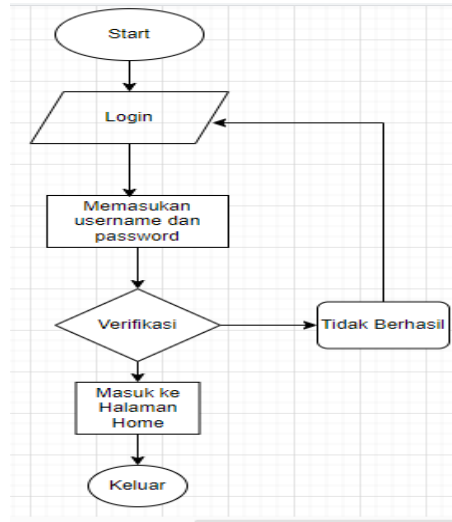 Start
Login
Memasukan
username dan
password
Verifikasi
Tidak Berhasil
Masuk ke
Halaman
Home
Keluar